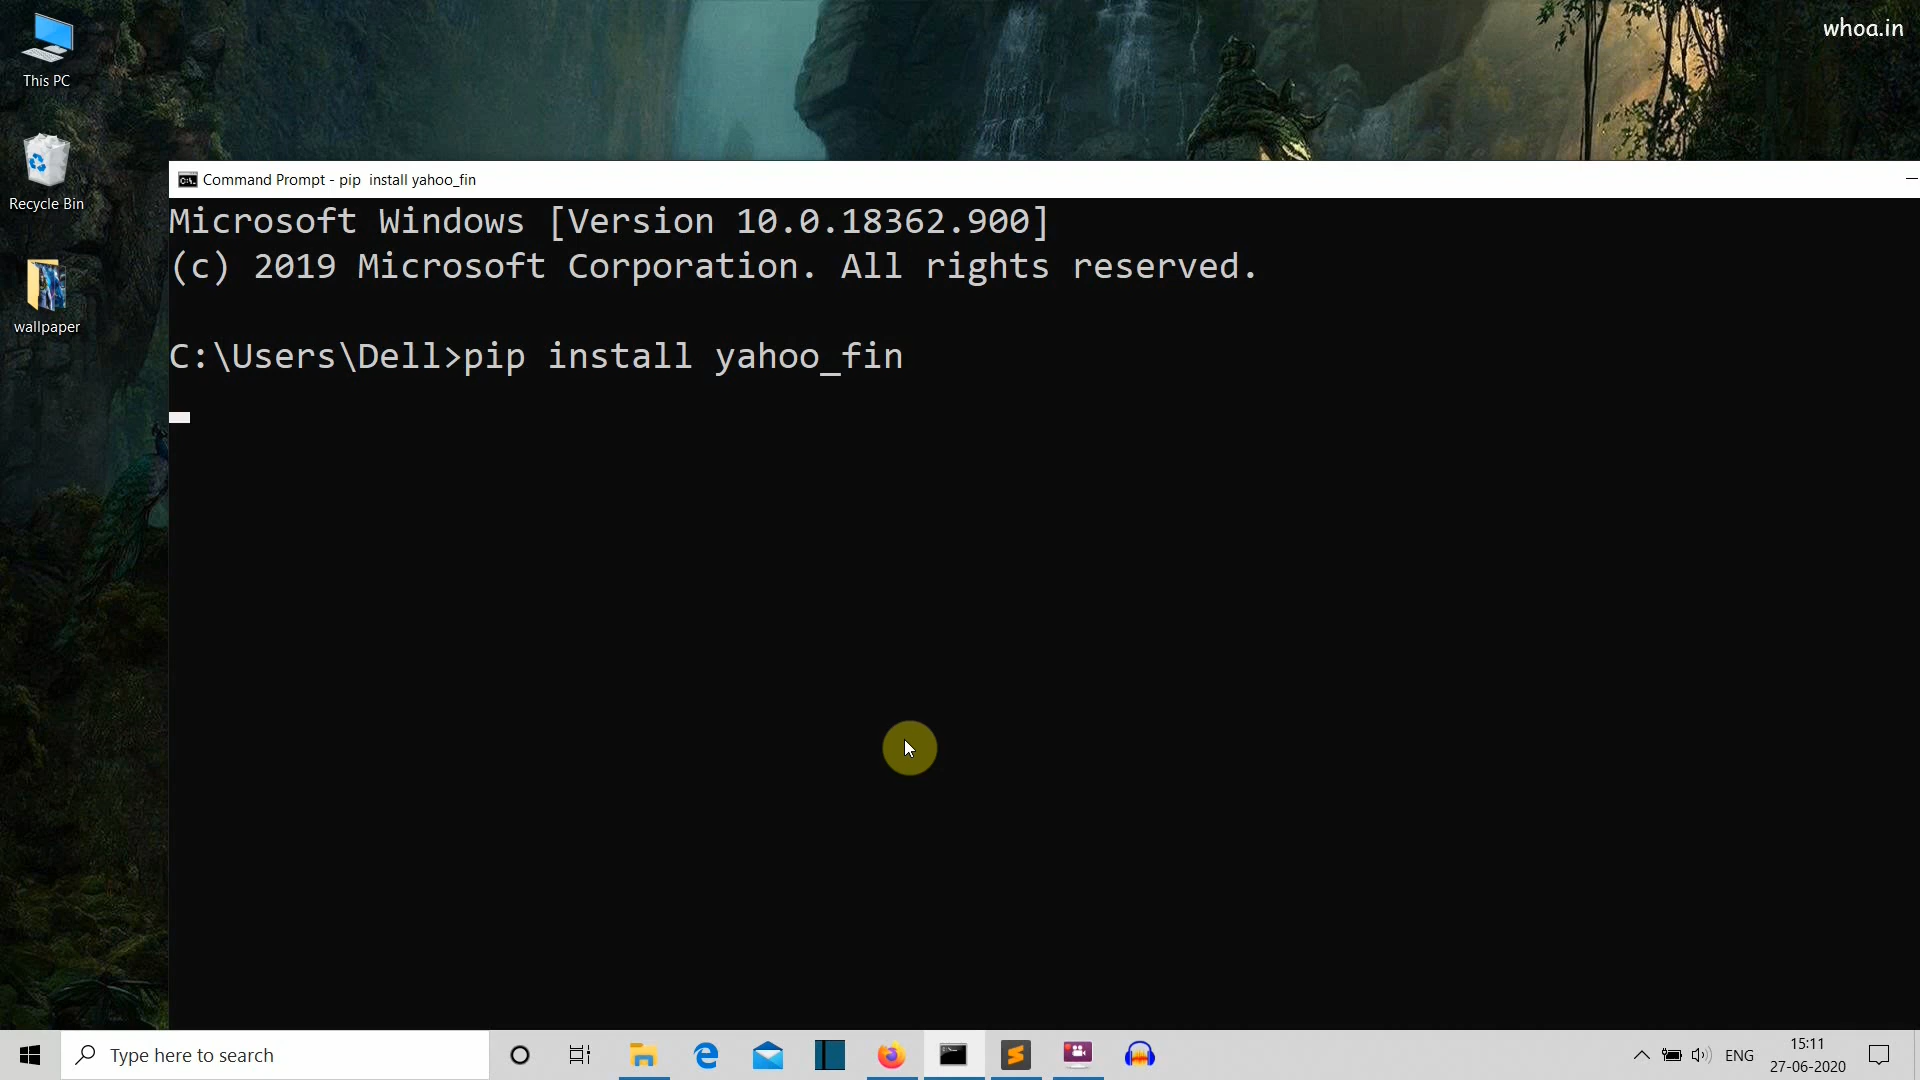 whoa.in
This PC
Recycle Bin
wallpaper
Command Prompt - pip  install yahoo_fin
Microsoft Windows [Version 10.0.18362.900]
(c) 2019 Microsoft Corporation. All rights reserved.
C:\Users\Dell>pip install yahoo_fin
Type here to search
ENG
15:11
27-06-2020